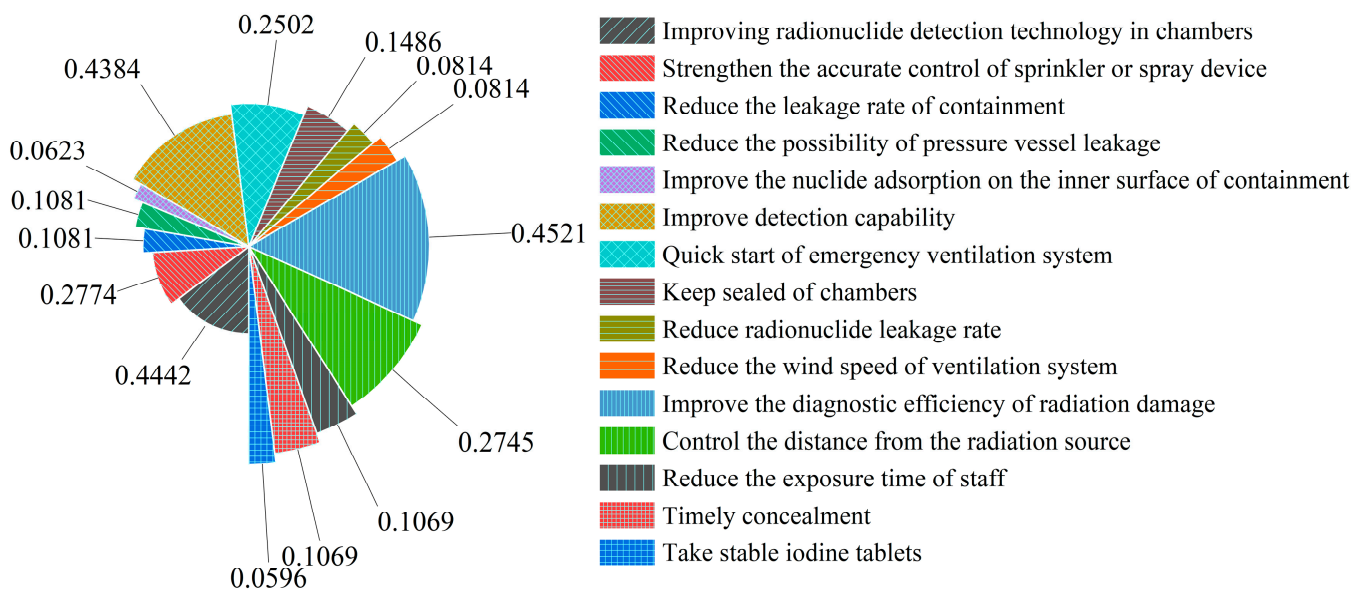 0.2502
0.1486
0.4384
0.0814
0.0814
0.0623
0.1081
0.1081
0.4521
0.2774
0.4442
0.2745
0.1069
0.1069
0.0596
Improving radionuclide detection technology in chambers
Strengthen the accurate control of sprinkler or spray device
Reduce the leakage rate of containment
Reduce the possibility of pressure vessel leakage
Improve the nuclide adsorption on the inner surface of containment
Improve detection capability
Quick start of emergency ventilation system
Keep sealed of chambers
Reduce radionuclide leakage rate
Reduce the wind speed of ventilation system
Improve the diagnostic efficiency of radiation damage
Control the distance from the radiation source
Reduce the exposure time of staff
Timely concealment
Take stable iodine tablets